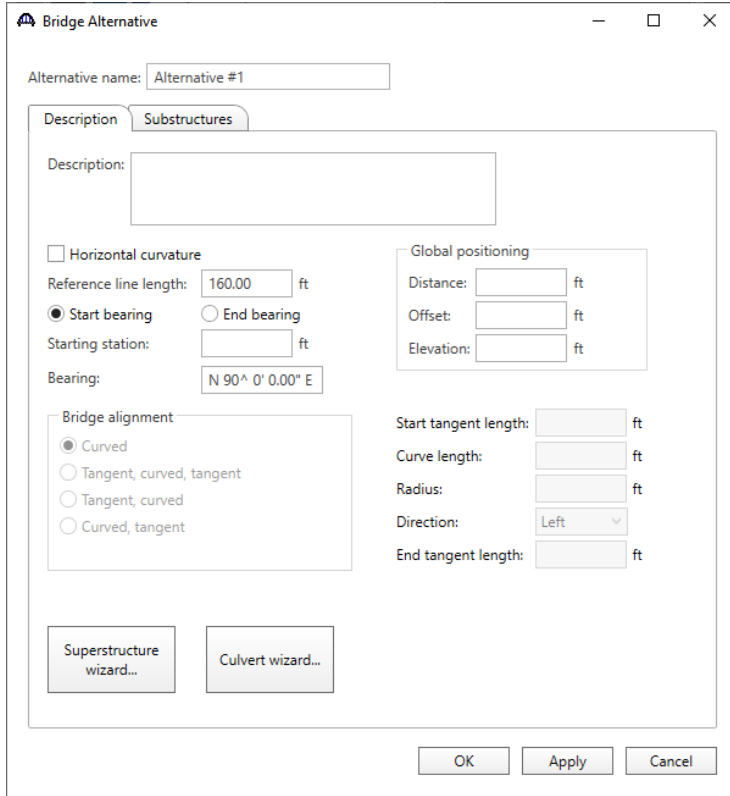 Bridge Alternative
Alternative name: Alternative #1
Description Substructures
Description:
Horizontal curvature
Reference line length: 160.00 ft
Start bearing End bearing
Starting station: ft
Bearing: N 90^ 0' 0.00" E
Global positioning
Distance: ft
Offset: ft
Elevation: ft
Bridge alignment
Curved
Tangent, curved, tangent
Tangent, curved
Curved, tangent
Start tangent length: ft
Curve length: ft
Radius: ft
Direction: Left
End tangent length: ft
Superstructure
wizard...
Culvert wizard...
OK Apply Cancel